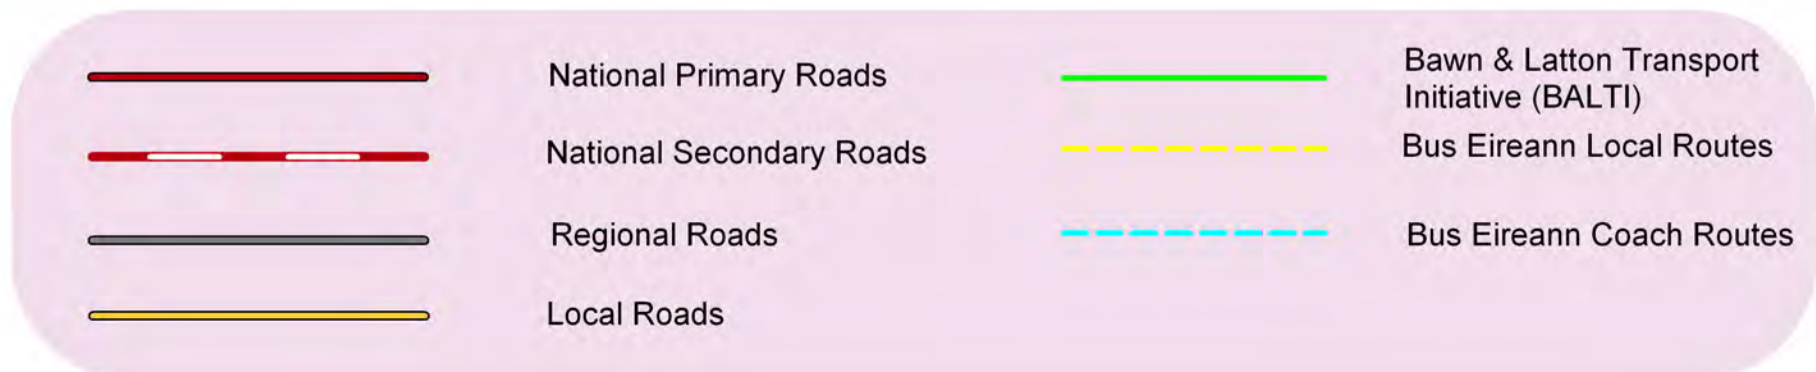 National Primary Roads
National Secondary Roads
Regional Roads
Local Roads
Bawn & Latton Transport
Initiative (BALTI)
Bus Eireann Local Routes
Bus Eireann Coach Routes